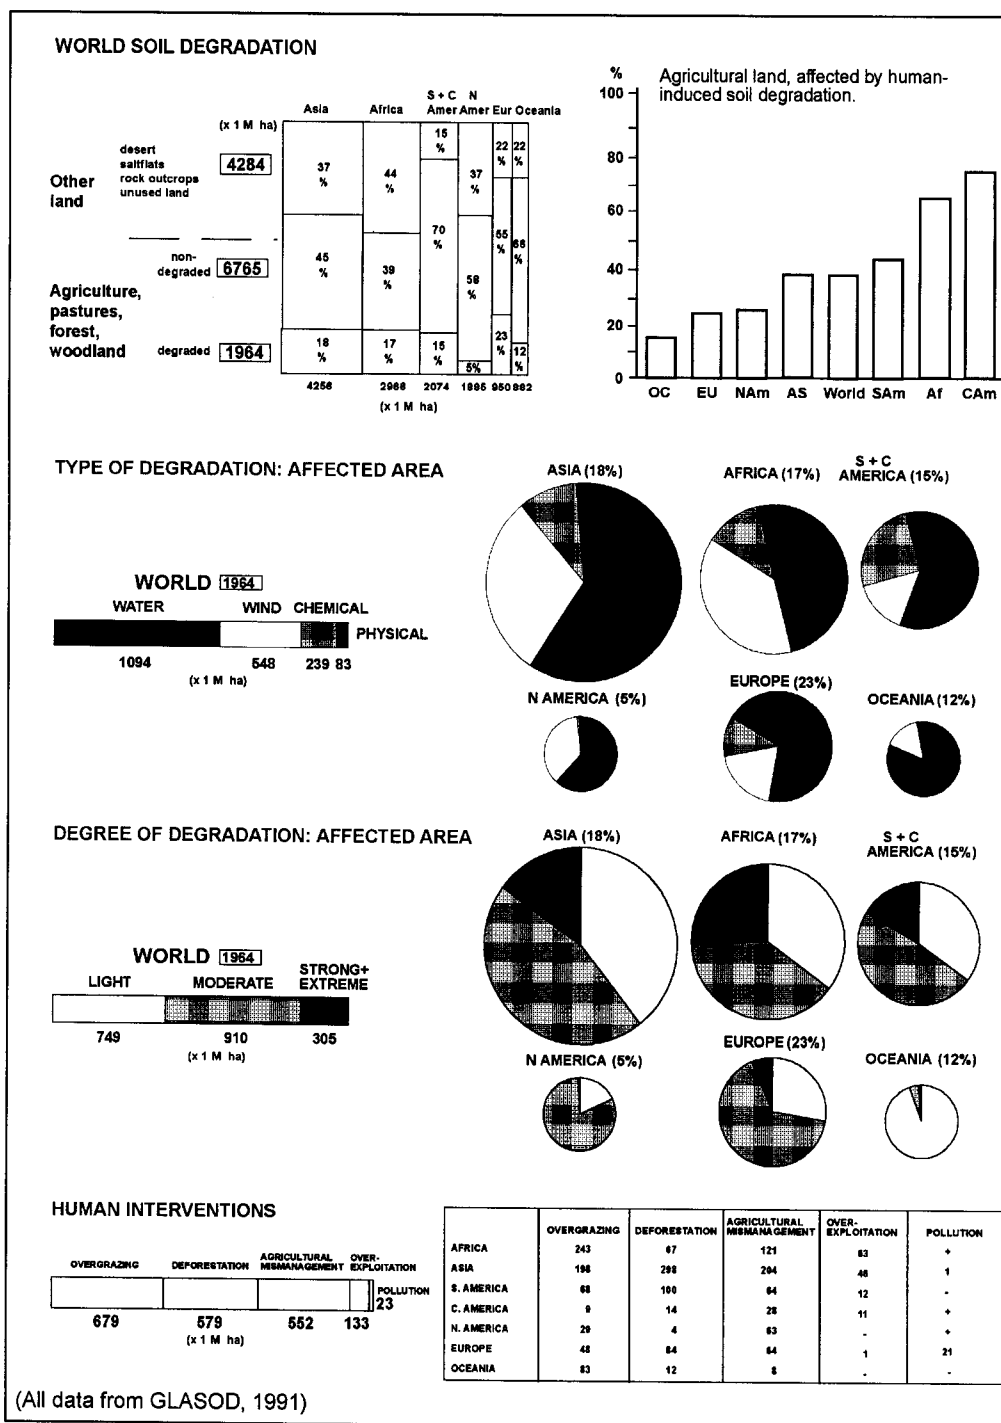 WORLD SOIL DEGRADATION
S + C N
Asia Africa Amer Amer Eur Oceania
(x 1 M ha)
desert
saltflats
rock outcrops
unused land
4284
Other
land
37 % 44 % 15 % 37 % 22 % 22 %
non-
degraded 6765
45 % 39 % 70 % 58 % 55 % 66 %
Agriculture,
pastures,
forest,
woodland
degraded 1964
18 % 17 % 15 % 5% 23 % 12 %
4256 2966 2074 1885 950 882
(x 1 M ha)
%
Agricultural land, affected by human-
induced soil degradation.
100
80
60
40
20
0
OC EU NAm AS World SAm Af CAm
TYPE OF DEGRADATION: AFFECTED AREA
ASIA (18%)
AFRICA (17%)
S + C
AMERICA (15%)
WORLD 1964
WATER WIND CHEMICAL
PHYSICAL
1094 548 239 83
(x 1 M ha)
N AMERICA (5%)
EUROPE (23%)
OCEANIA (12%)
DEGREE OF DEGRADATION: AFFECTED AREA
ASIA (18%)
AFRICA (17%)
S + C
AMERICA (15%)
WORLD 1964
LIGHT MODERATE STRONG+
EXTREME
749 910 305
(x 1 M ha)
N AMERICA (5%)
EUROPE (23%)
OCEANIA (12%)
HUMAN INTERVENTIONS
OVERGRAZING DEFORESTATION AGRICULTURAL
MISMANAGEMENT OVER-
EXPLOITATION
POLLUTION
23
679 579 552 133
(x 1 M ha)
OVERGRAZING DEFORESTATION AGRICULTURAL
MISMANAGEMENT OVER-
EXPLOITATION POLLUTION
AFRICA 243 67 121 63 +
ASIA 198 298 204 46 1
S. AMERICA 68 100 64 12 -
C. AMERICA 9 14 28 11 +
N. AMERICA 29 4 63 - +
EUROPE 48 84 64 1 21
OCEANIA 83 12 8 - -
(All data from GLASOD, 1991)